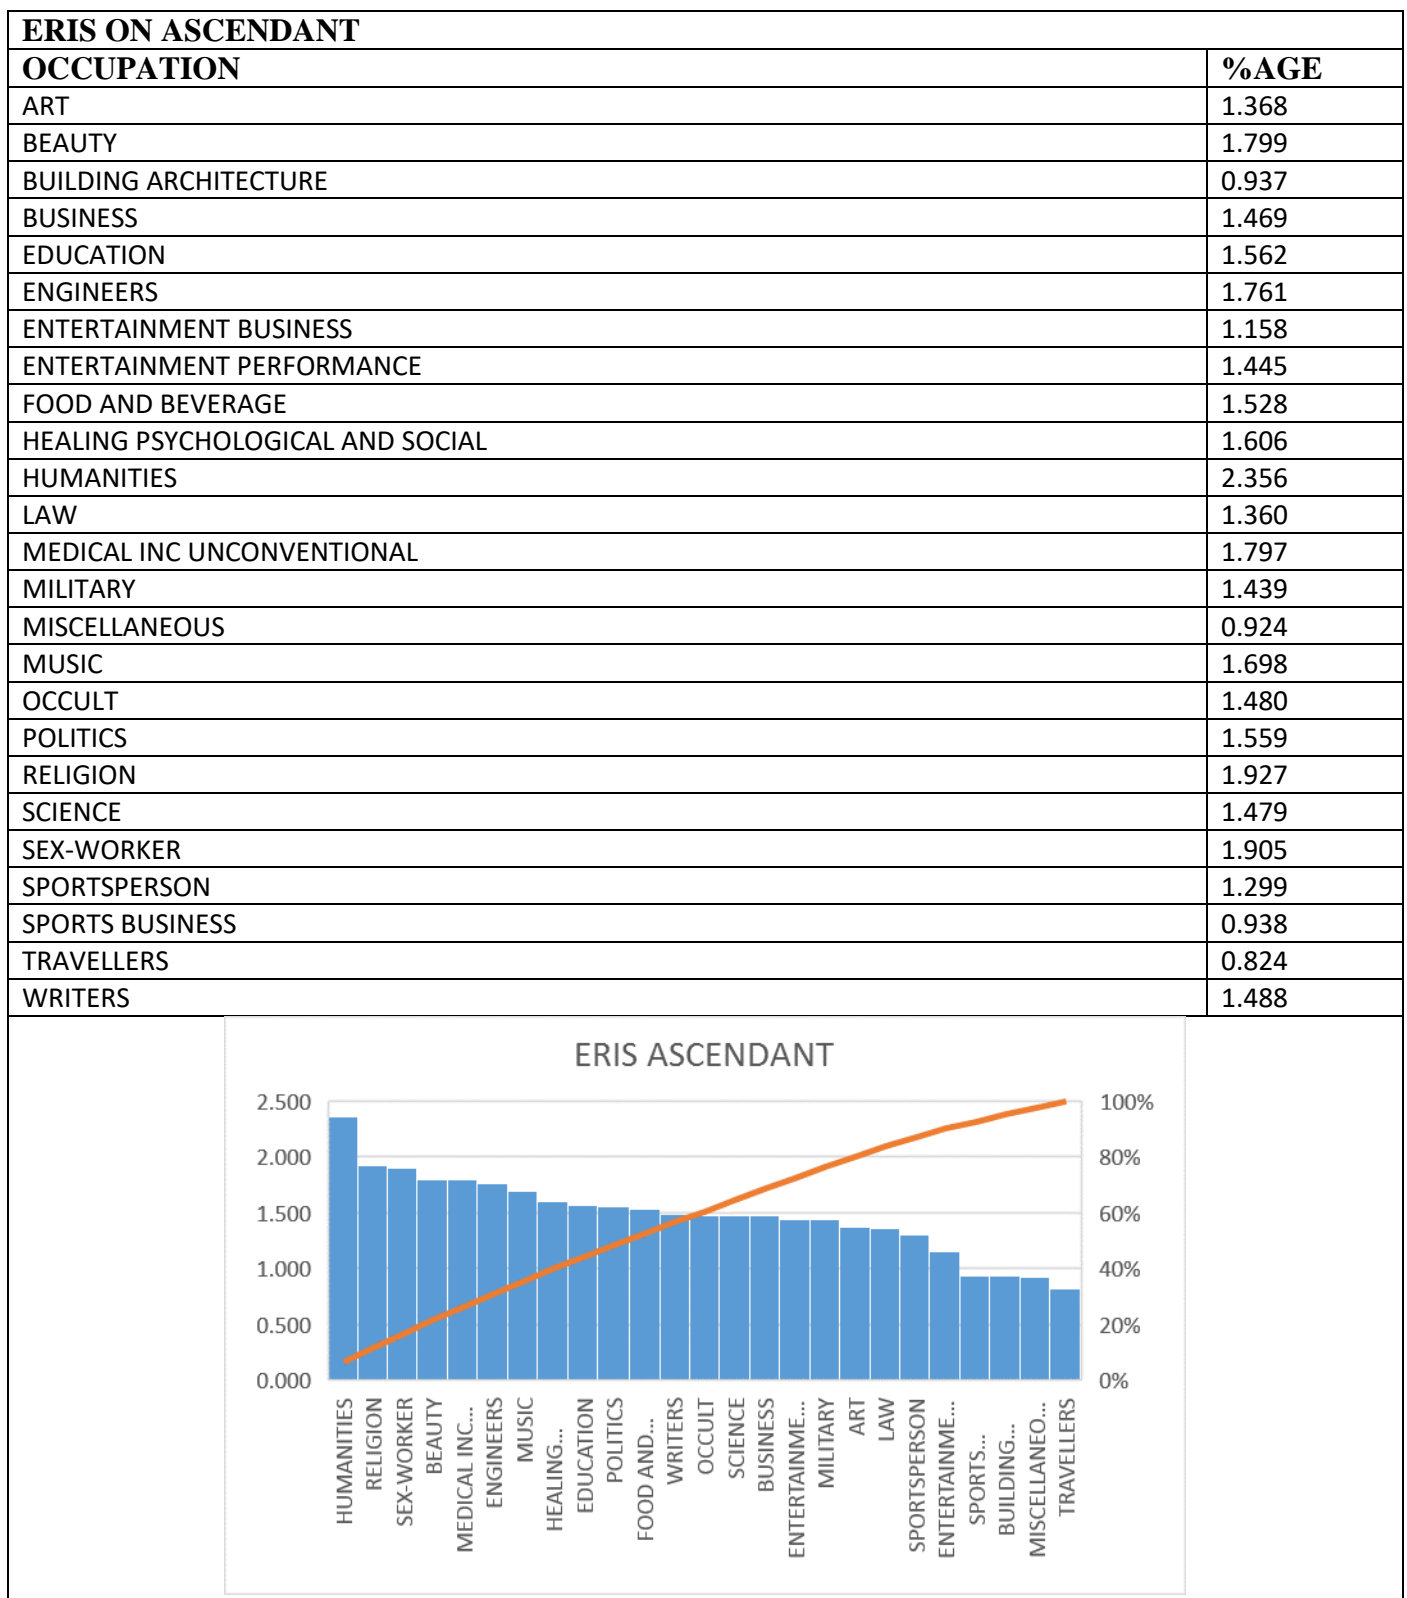 ERIS ON ASCENDANT
OCCUPATION %AGE
ART 1.368
BEAUTY 1.799
BUILDING ARCHITECTURE 0.937
BUSINESS 1.469
EDUCATION 1.562
ENGINEERS 1.761
ENTERTAINMENT BUSINESS 1.158
ENTERTAINMENT PERFORMANCE 1.445
FOOD AND BEVERAGE 1.528
HEALING PSYCHOLOGICAL AND SOCIAL 1.606
HUMANITIES 2.356
LAW 1.360
MEDICAL INC UNCONVENTIONAL 1.797
MILITARY 1.439
MISCELLANEOUS 0.924
MUSIC 1.698
OCCULT 1.480
POLITICS 1.559
RELIGION 1.927
SCIENCE 1.479
SEX-WORKER 1.905
SPORTSPERSON 1.299
SPORTS BUSINESS 0.938
TRAVELLERS 0.824
WRITERS 1.488
ERIS ASCENDANT
2.500 100%
2.000 80%
1.500 60%
1.000 40%
0.500 20%
0.000 0%
HUMANITIES
RELIGION
SEX-WORKER
BEAUTY
MEDICAL INC...
ENGINEERS
MUSIC
HEALING...
EDUCATION
POLITICS
FOOD AND...
WRITERS
OCCULT
SCIENCE
BUSINESS
ENTERTAINME...
MILITARY
ART
LAW
SPORTSPERSON
ENTERTAINME...
SPORTS...
BUILDING...
MISCELLANEO...
TRAVELLERS